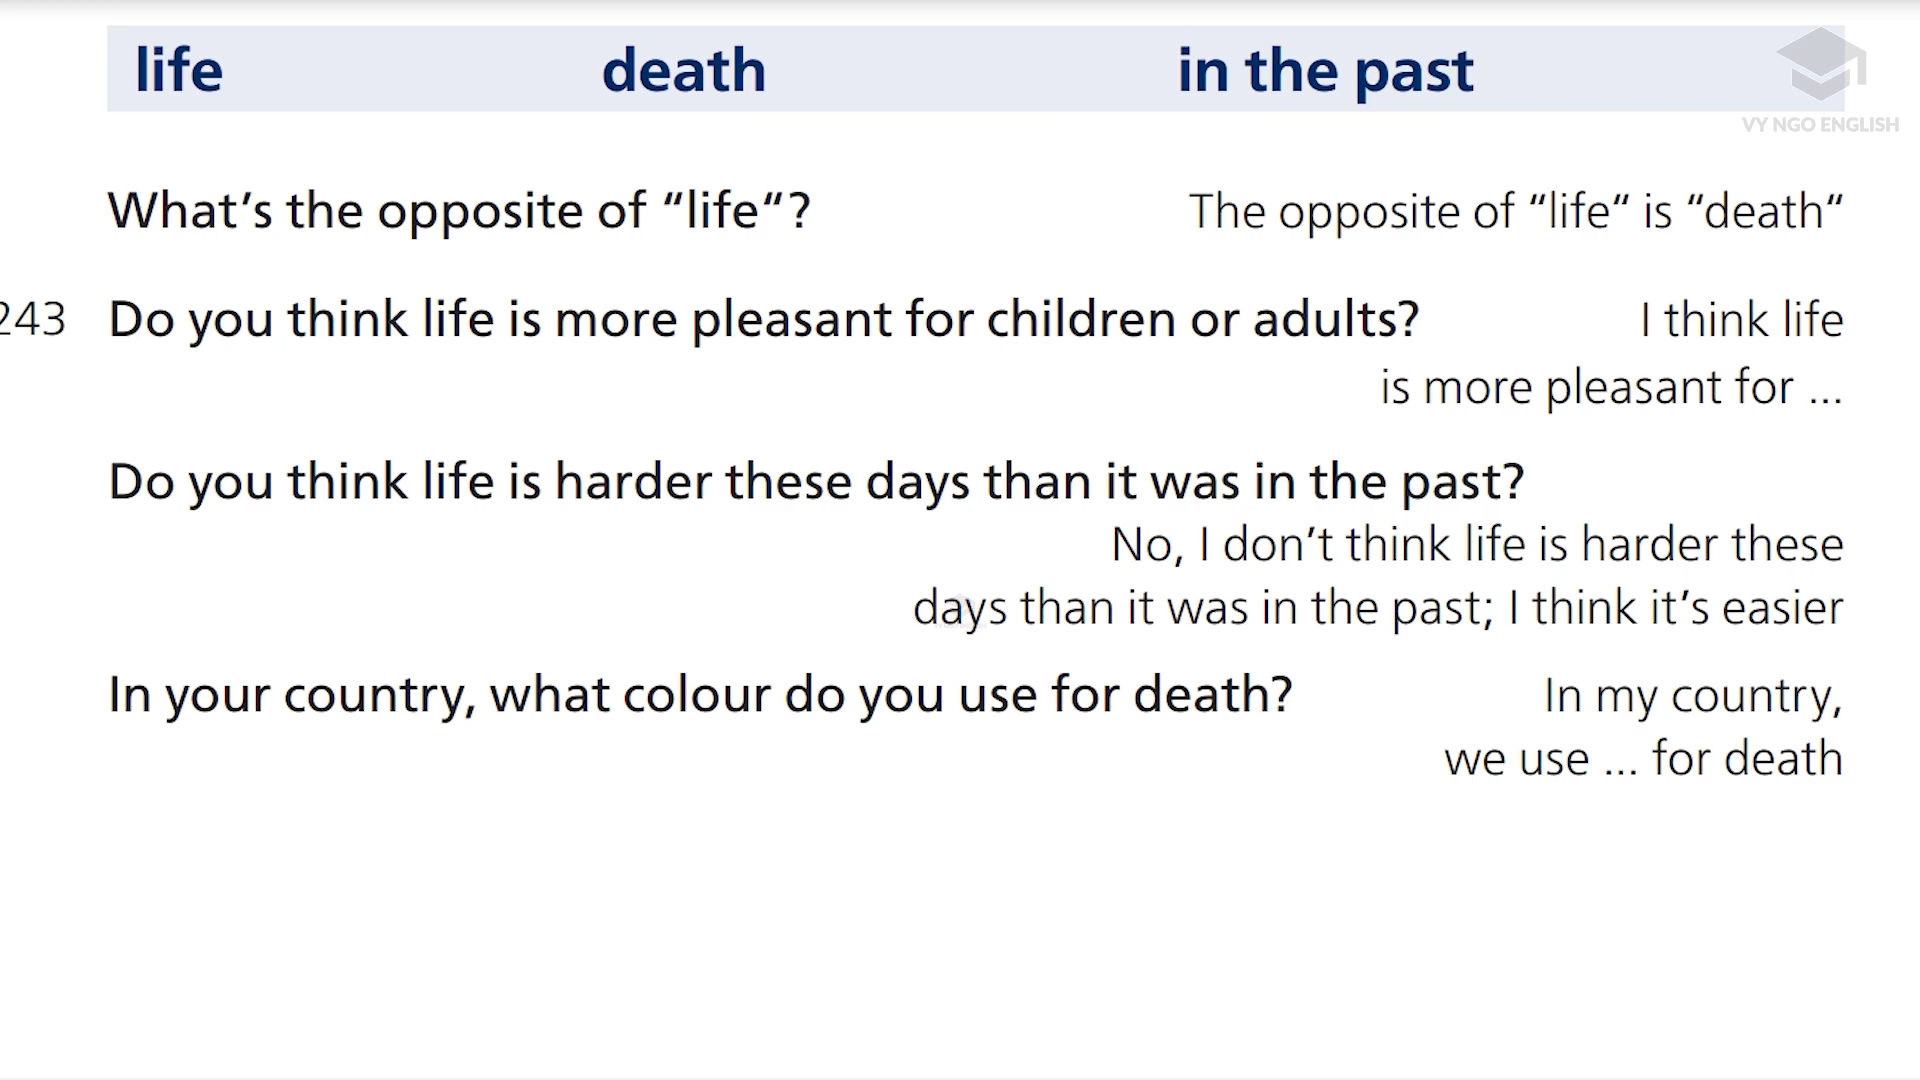 life death in the past
VY NGO ENGLISH
What’s the opposite of “life“? The opposite of “life“ is “death“
243 Do you think life is more pleasant for children or adults? I think life
is more pleasant for ...
Do you think life is harder these days than it was in the past?
No, I don’t think life is harder these
days than it was in the past; I think it’s easier
In your country, what colour do you use for death? In my country,
we use ... for death